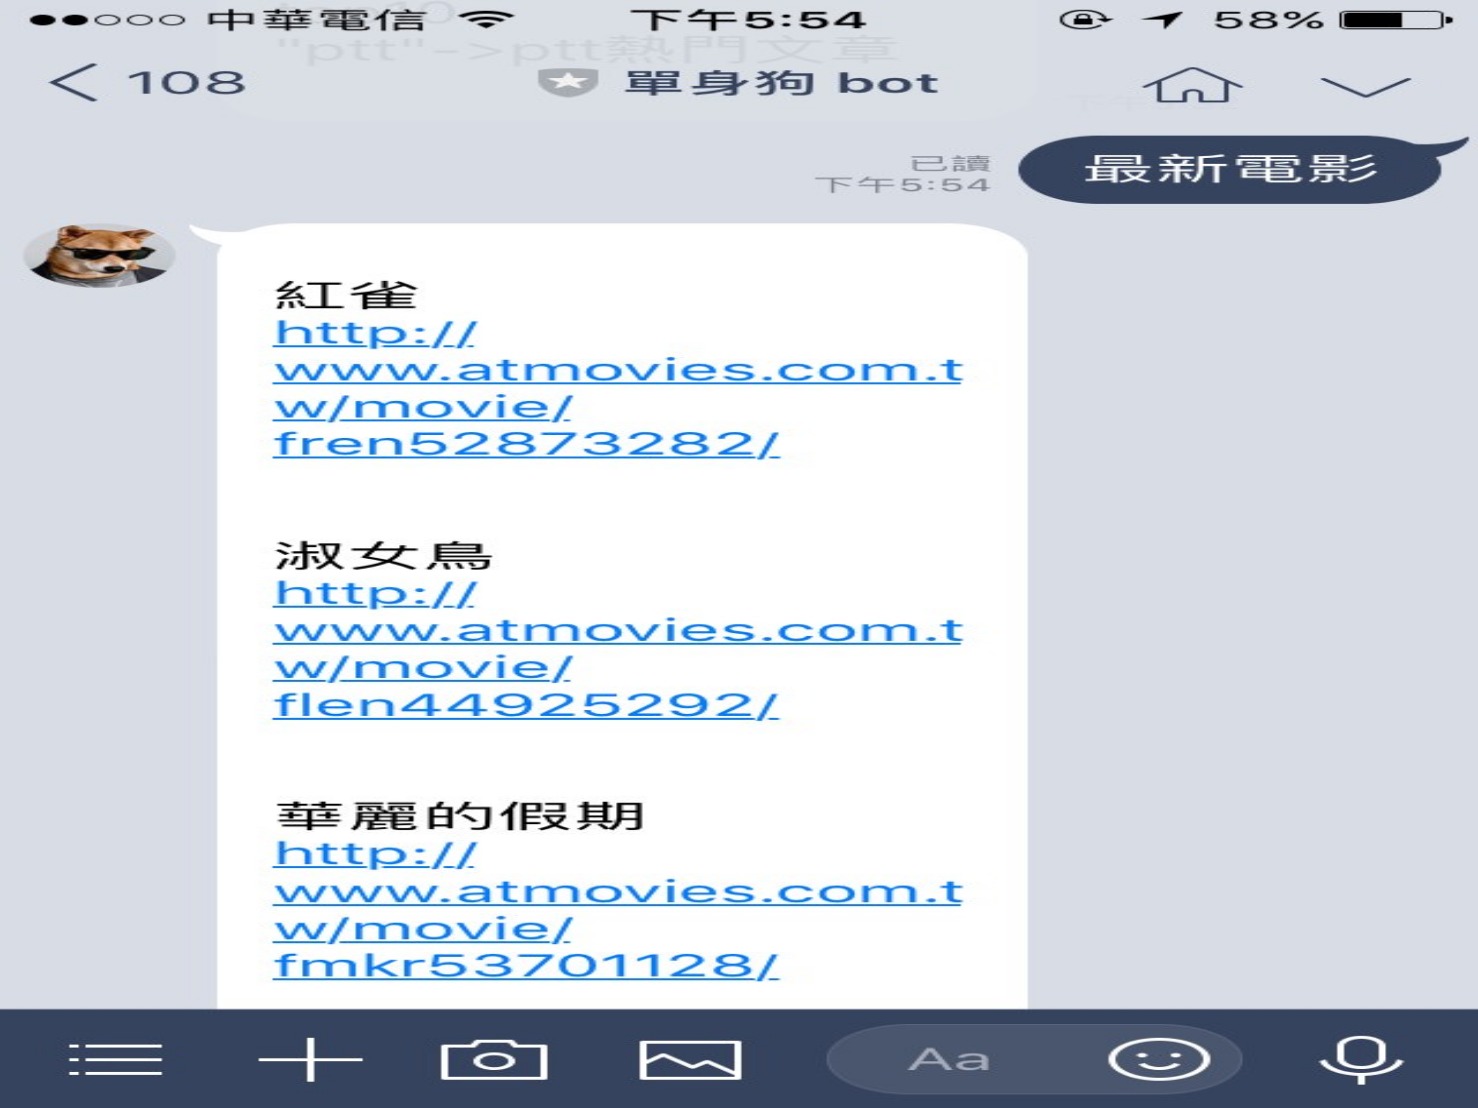 中華電信 下午5:54 58%
"ptt"->ptt熱門文章
108 單身狗 bot
最新電影
已讀
下午5:54
紅雀
http://
www.atmovies.com.t
w/movie/
fren52873282/
淑女鳥
http://
www.atmovies.com.t
w/movie/
flen44925292/
華麗的假期
http://
www.atmovies.com.t
w/movie/
fmkr53701128/
Aa